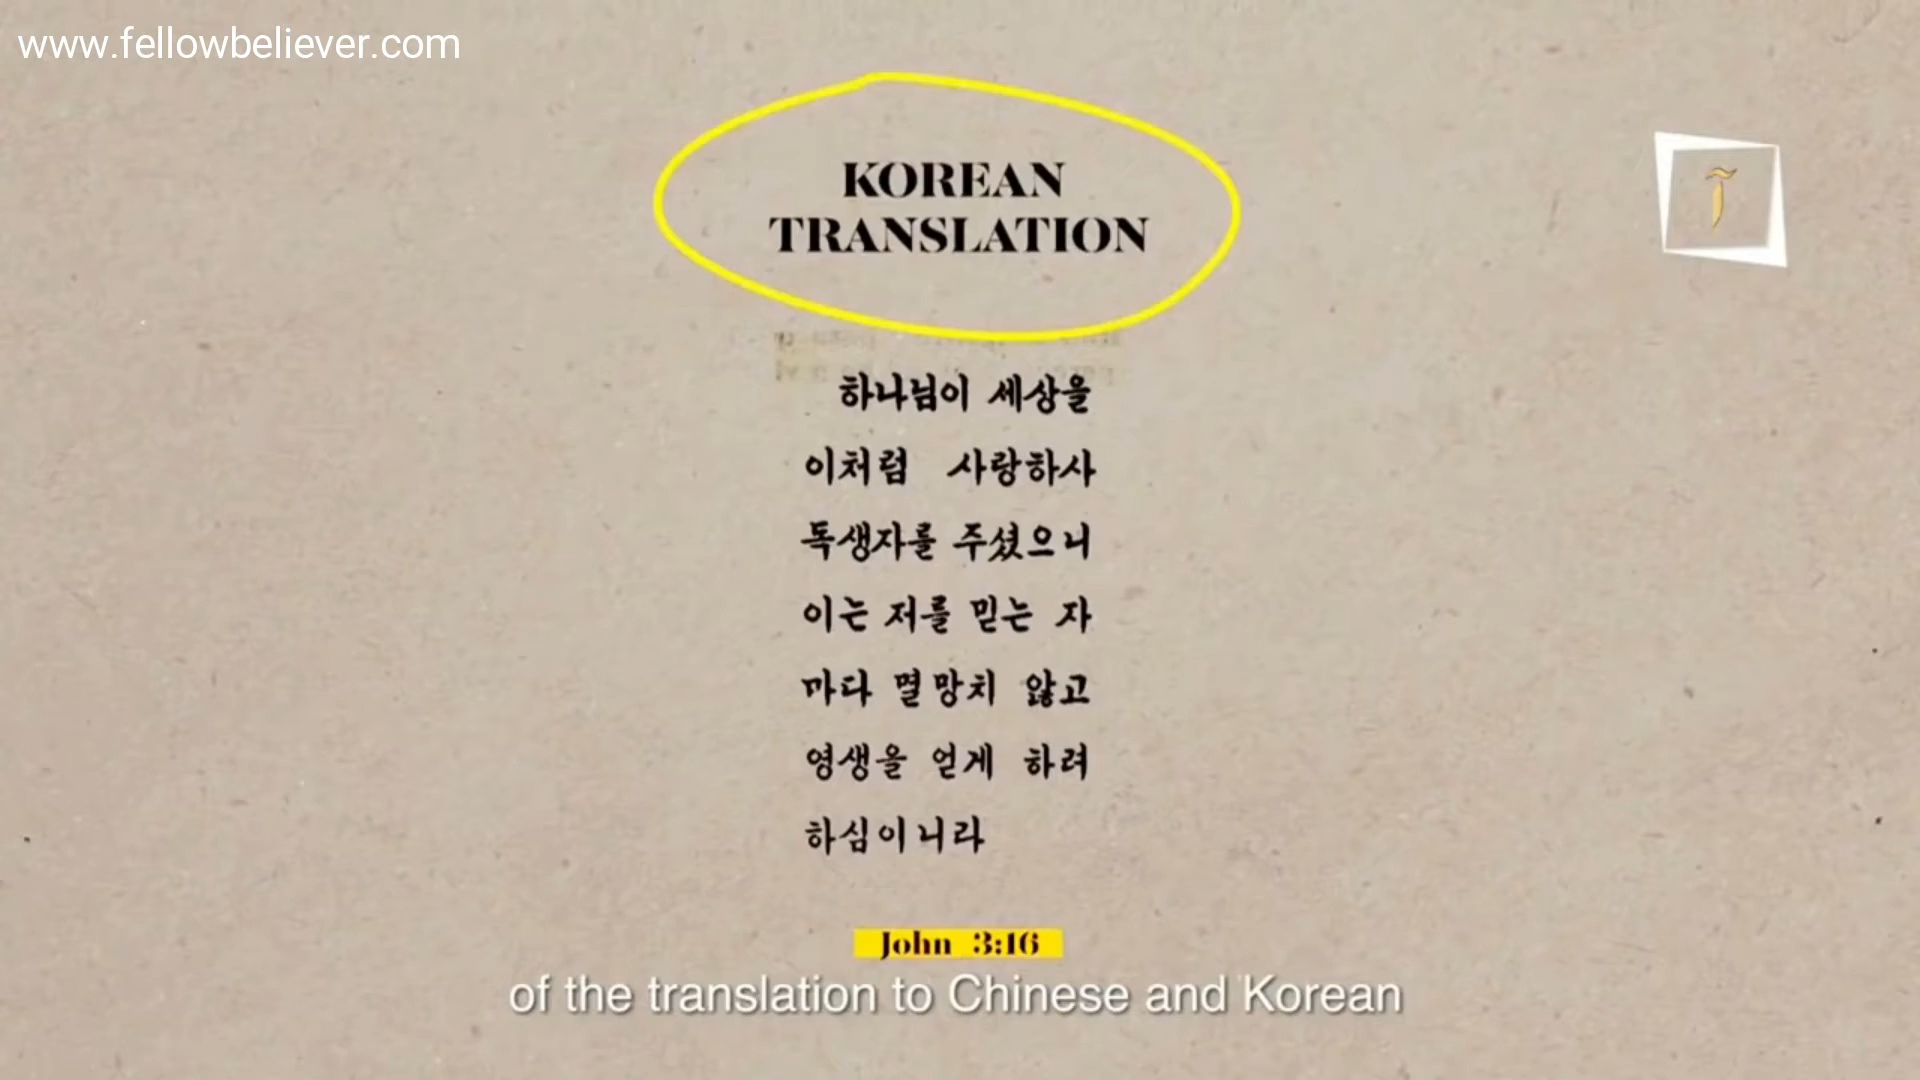 www.fellowbeliever.com
KOREAN
TRANSLATION
하나님이 세상을
이처럼 사랑하사
독생자를 주셨으니
이는 저를 믿는 자
마다 멸망치 않고
영생을 얻게 하려
하심이니라
John 3:16
of the translation to Chinese and Korean